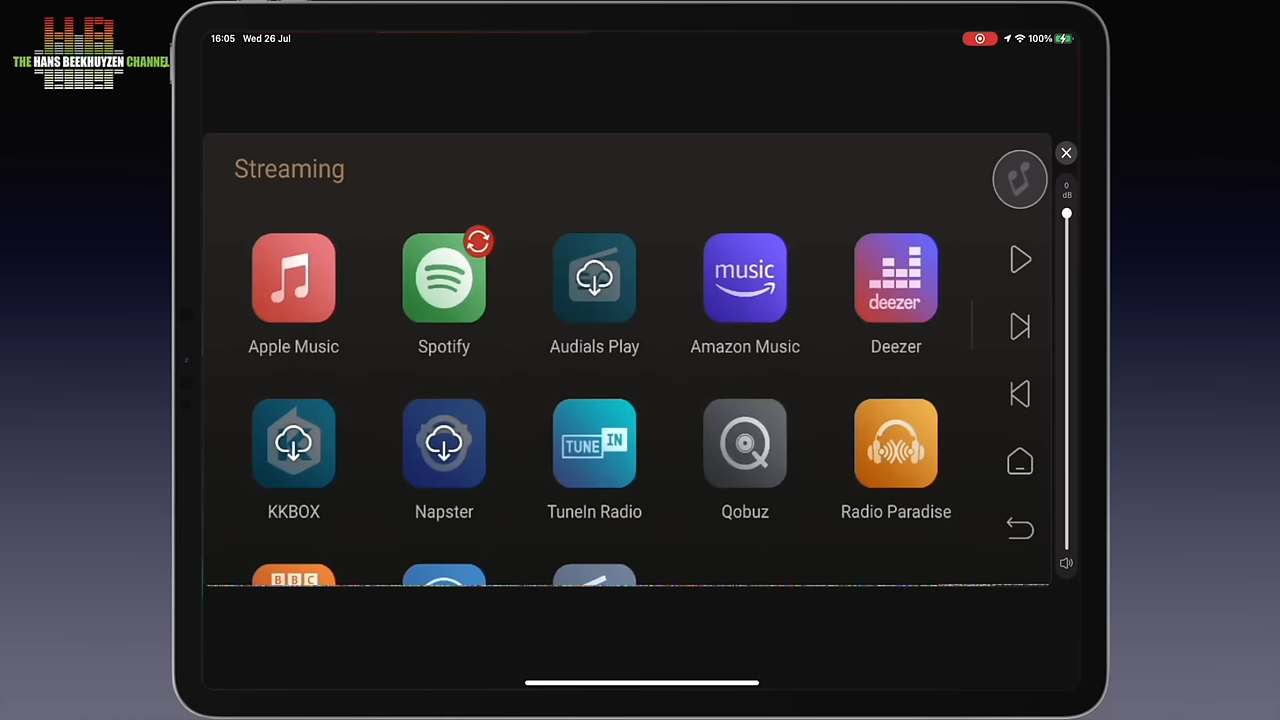 THE HANS BEEKHUYZEN CHANNEL
16:05 Wed 26 Jul
100%
Streaming
0
dB
music
deezer
Apple Music
Spotify
Audials Play
Amazon Music
Deezer
TUNE IN
KKBOX
Napster
TuneIn Radio
Qobuz
Radio Paradise
BBC